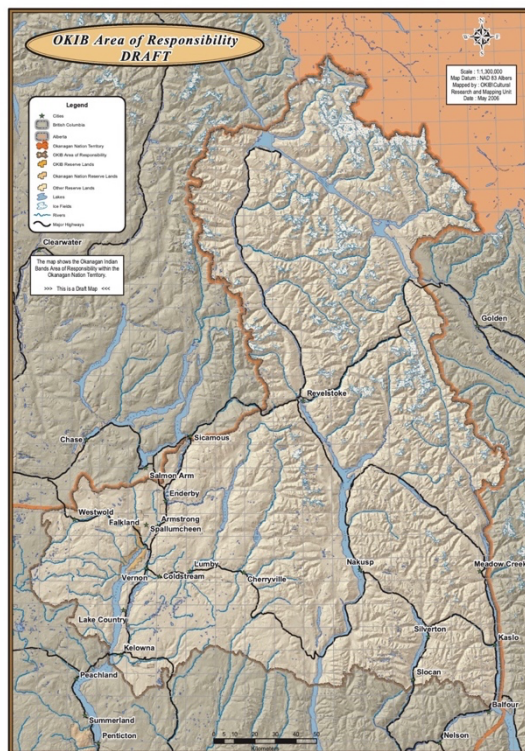 OKIB Area of Responsibility
DRAFT
N
W
E
S
Scale : 1:1,300,000
Map Datum : NAD 83 Albers
Mapped by : OKIB\Cultural
Research and Mapping Unit
Date : May 2006
Legend
Cities
British Columbia
Alberta
Okanagan Nation Territory
OKIB Area of Responsibility
OKIB Reserve Lands
Okanagan Nation Reserve Lands
Other Reserve Lands
Lakes
Ice Fields
Rivers
Major Highways
Clearwater
The map shows the Okanagan Indian
Bands Area of Responsibility within the
Okanagan Nation Territory.
>>> This is a Draft Map <<<
Golden
Revelstoke
Chase
Sicamous
Salmon Arm
Enderby
Westwold
Falkland
Armstrong
Spallumcheen
Vernon
Coldstream
Lumby
Cherryville
Nakusp
Meadow Creek
Lake Country
Silverton
Kaslo
Kelowna
Peachland
Slocan
Balfour
Summerland
Penticton
Nelson
Kilometers